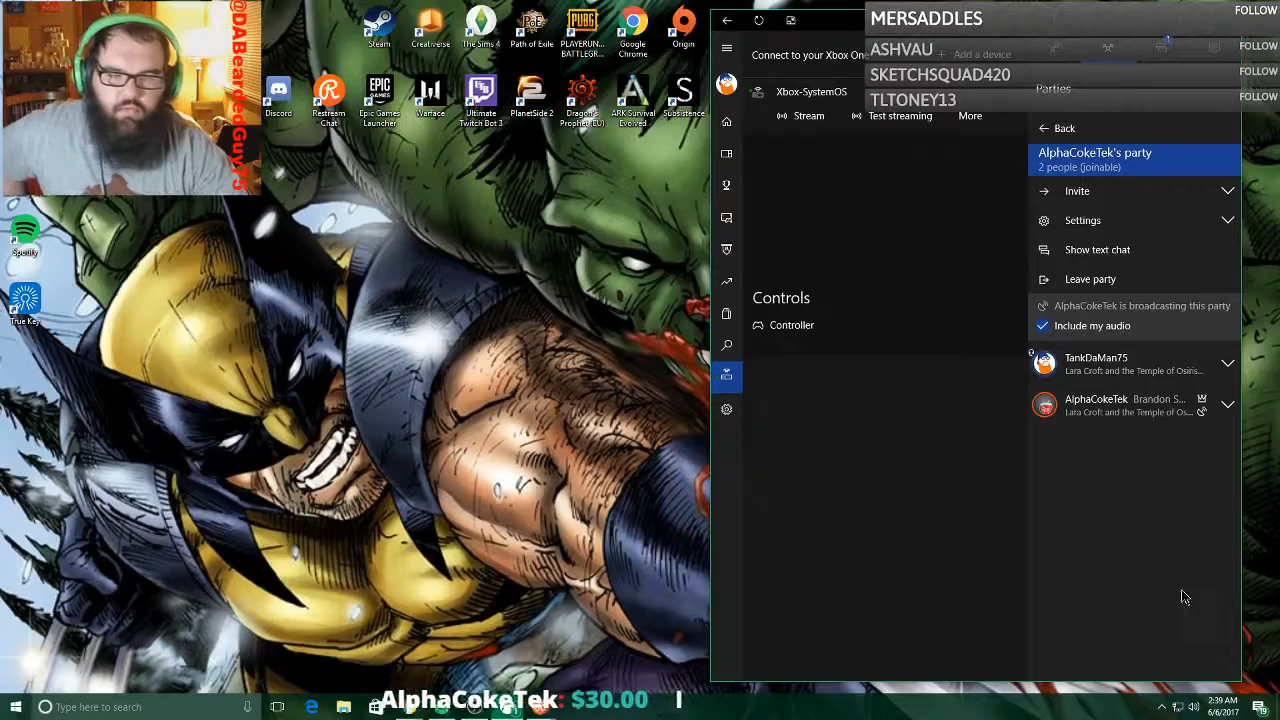 @DABeardedGuy75
Steam
Creativerse
The Sims 4
Path of Exile
PLAYERUN...
BATTLEGR...
Google
Chrome
Origin
Discord
Restream
Chat
Epic Games
Launcher
Warface
Ultimate
Twitch Bot 3
PlanetSide 2
Dragon's
Prophet (EU)
ARK Survival
Evolved
Subsistence
Spotify
True Key
MERSADDLES
FOLLOW
ASHVAU
FOLLOW
SKETCHSQUAD420
FOLLOW
TLTONEY13
FOLLOW
Connect to your Xbox One
Add a device
Xbox-SystemOS
Stream
Test streaming
More
Controls
Controller
Parties
Back
AlphaCokeTek's party
2 people (joinable)
Invite
Settings
Show text chat
Leave party
AlphaCokeTek is broadcasting this party
Include my audio
TankDaMan75
Lara Croft and the Temple of Osiris...
AlphaCokeTek Brandon S...
Lara Croft and the Temple of Os...
AlphaCokeTek: $30.00
Type here to search
2:39 AM
6/6/2017